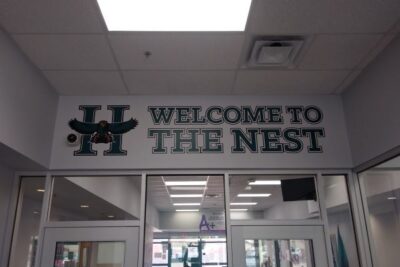 H
WELCOME TO
THE NEST
A+